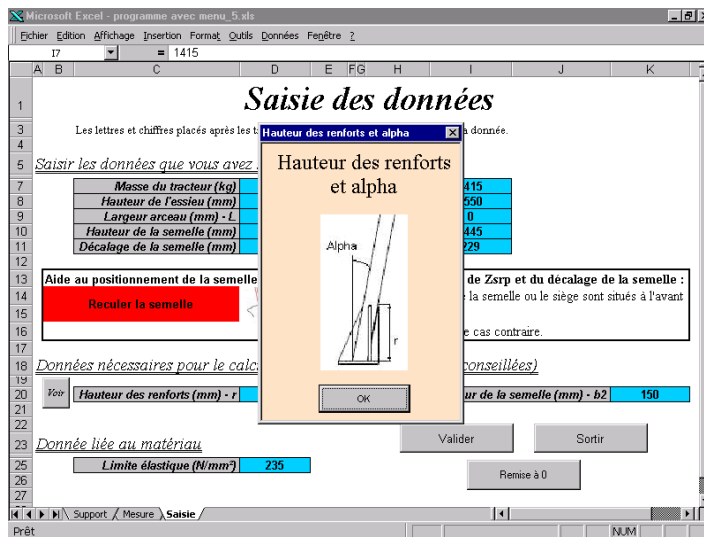 Microsoft Excel - programme avec menu_5.xls
Fichier Edition Affichage Insertion Format Outils Données Fenêtre ?
I7 = 1415
A B C D E F G H I J K
1 Saisie des données
3 Les lettres et chiffres placés après les t donnée.
4
5 Saisir les données que vous avez
7 Masse du tracteur (kg) 415
8 Hauteur de l'essieu (mm) 550
9 Largeur arceau (mm) - L 0
10 Hauteur de la semelle (mm) 445
11 Décalage de la semelle (mm) 229
12
13 Aide au positionnement de la semelle de Zsrp et du décalage de la semelle :
14 la semelle ou le siège sont situés à l'avant
Reculer la semelle
15
16 e cas contraire.
17
18 Données nécessaires pour le calc conseillées)
19
20 Voir Hauteur des renforts (mm) - r ur de la semelle (mm) - b2 150
21
22
23 Donnée liée au matériau Valider Sortir
25 Limite élastique (N/mm²) 235
26 Remise à 0
27
Hauteur des renforts et alpha
Hauteur des renforts
et alpha
Alpha
r
OK
Support Mesure Saisie
Prêt NUM